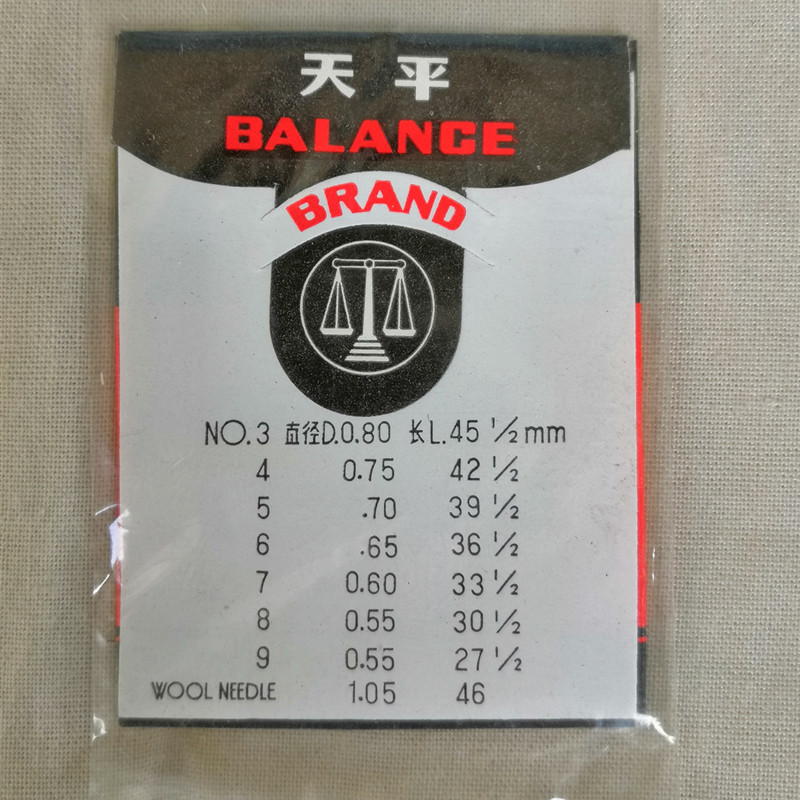 天平
BALANCE
BRAND
NO.3 直径D.0.80 长L.45 1/2mm
4 0.75 42 1/2
5 .70 39 1/2
6 .65 36 1/2
7 0.60 33 1/2
8 0.55 30 1/2
9 0.55 27 1/2
WOOL NEEDLE 1.05 46